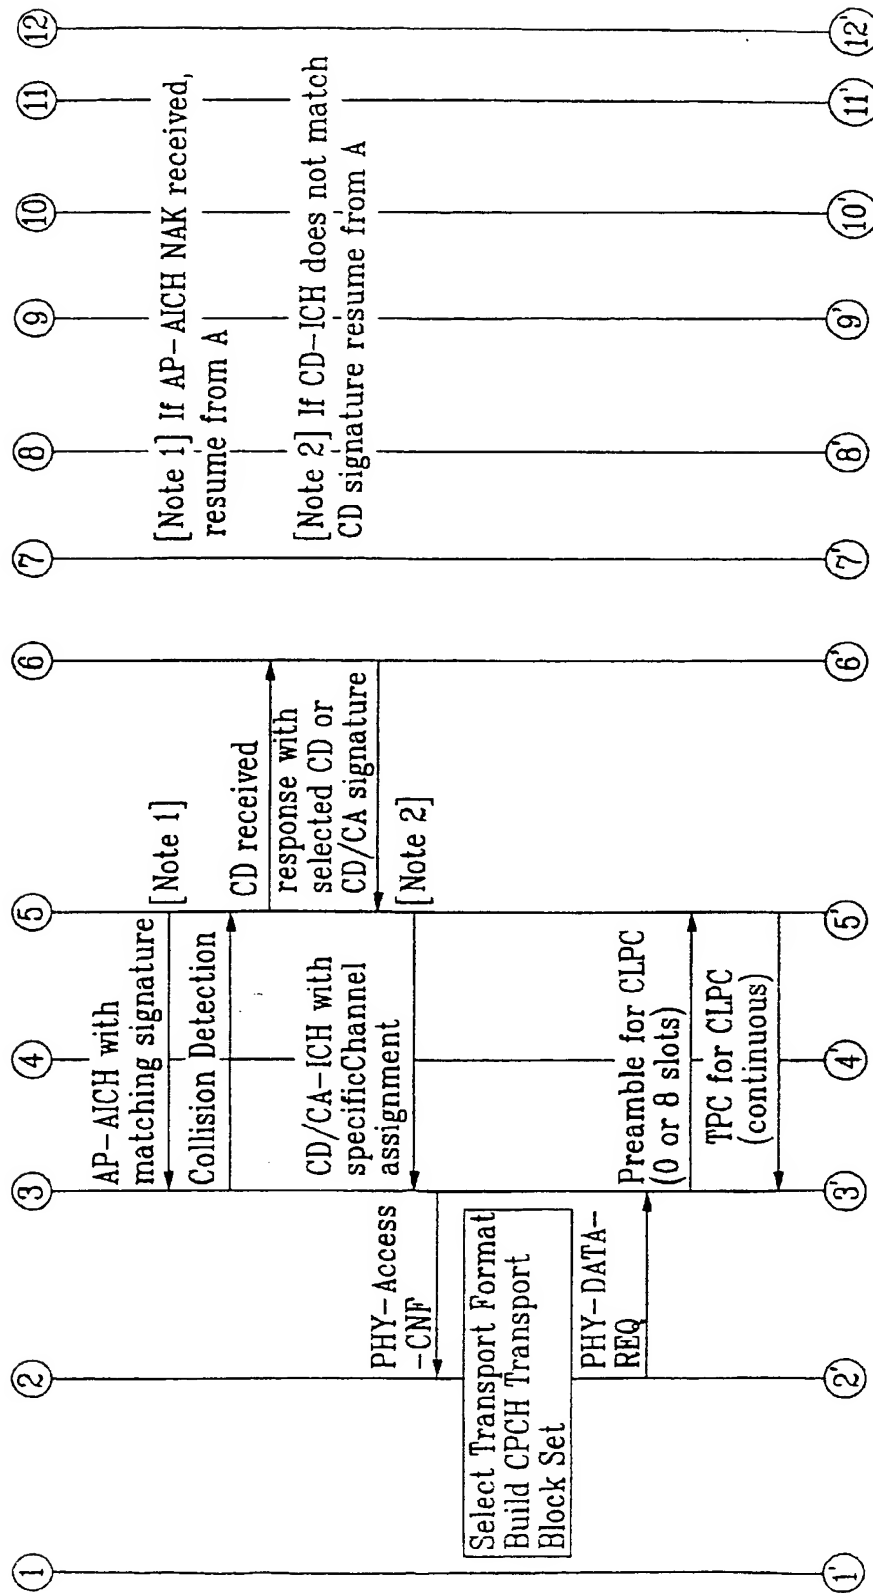 ① ② ③ ④ ⑤ ⑥ ⑦ ⑧ ⑨ ⑩ ⑪ ⑫
AP-AICH with
matching signature
[Note 1]
[Note 1] If AP-AICH NAK received,
resume from A
Collision Detection
CD received
response with
selected CD or
CD/CA signature
[Note 2] If CD-ICH does not match
CD signature resume from A
CD/CA-ICH with
specificChannel
assignment
[Note 2]
PHY-Access
-CNF
Select Transport Format
Build CPCH Transport
Block Set
PHY-DATA-
REQ
Preamble for CLPC
(0 or 8 slots)
TPC for CLPC
(continuous)
1' 2' 3' 4' 5' 6' 7' 8' 9' 10' 11' 12'